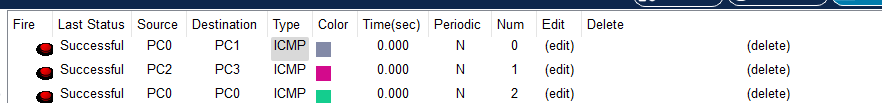 Fire Last Status Source Destination Type Color Time(sec) Periodic Num Edit Delete
Successful PC0 PC1 ICMP 0.000 N 0 (edit) (delete)
Successful PC2 PC3 ICMP 0.000 N 1 (edit) (delete)
Successful PC0 PC0 ICMP 0.000 N 2 (edit) (delete)